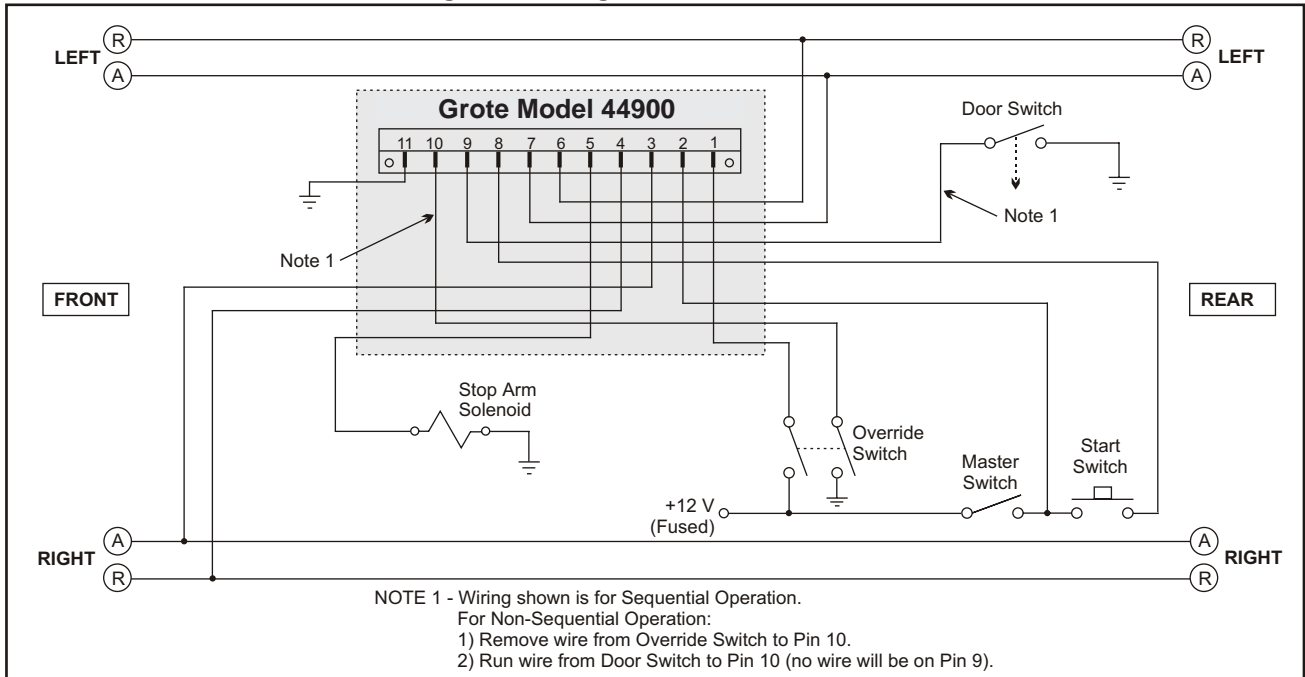 R
LEFT
A
R
LEFT
A
Grote Model 44900
11 10 9 8 7 6 5 4 3 2 1
Door Switch
Note 1
Note 1
FRONT
REAR
Stop Arm
Solenoid
Override
Switch
Master
Switch
Start
Switch
+12 V
(Fused)
A
RIGHT
R
A
RIGHT
R
NOTE 1 - Wiring shown is for Sequential Operation.
For Non-Sequential Operation:
1) Remove wire from Override Switch to Pin 10.
2) Run wire from Door Switch to Pin 10 (no wire will be on Pin 9).